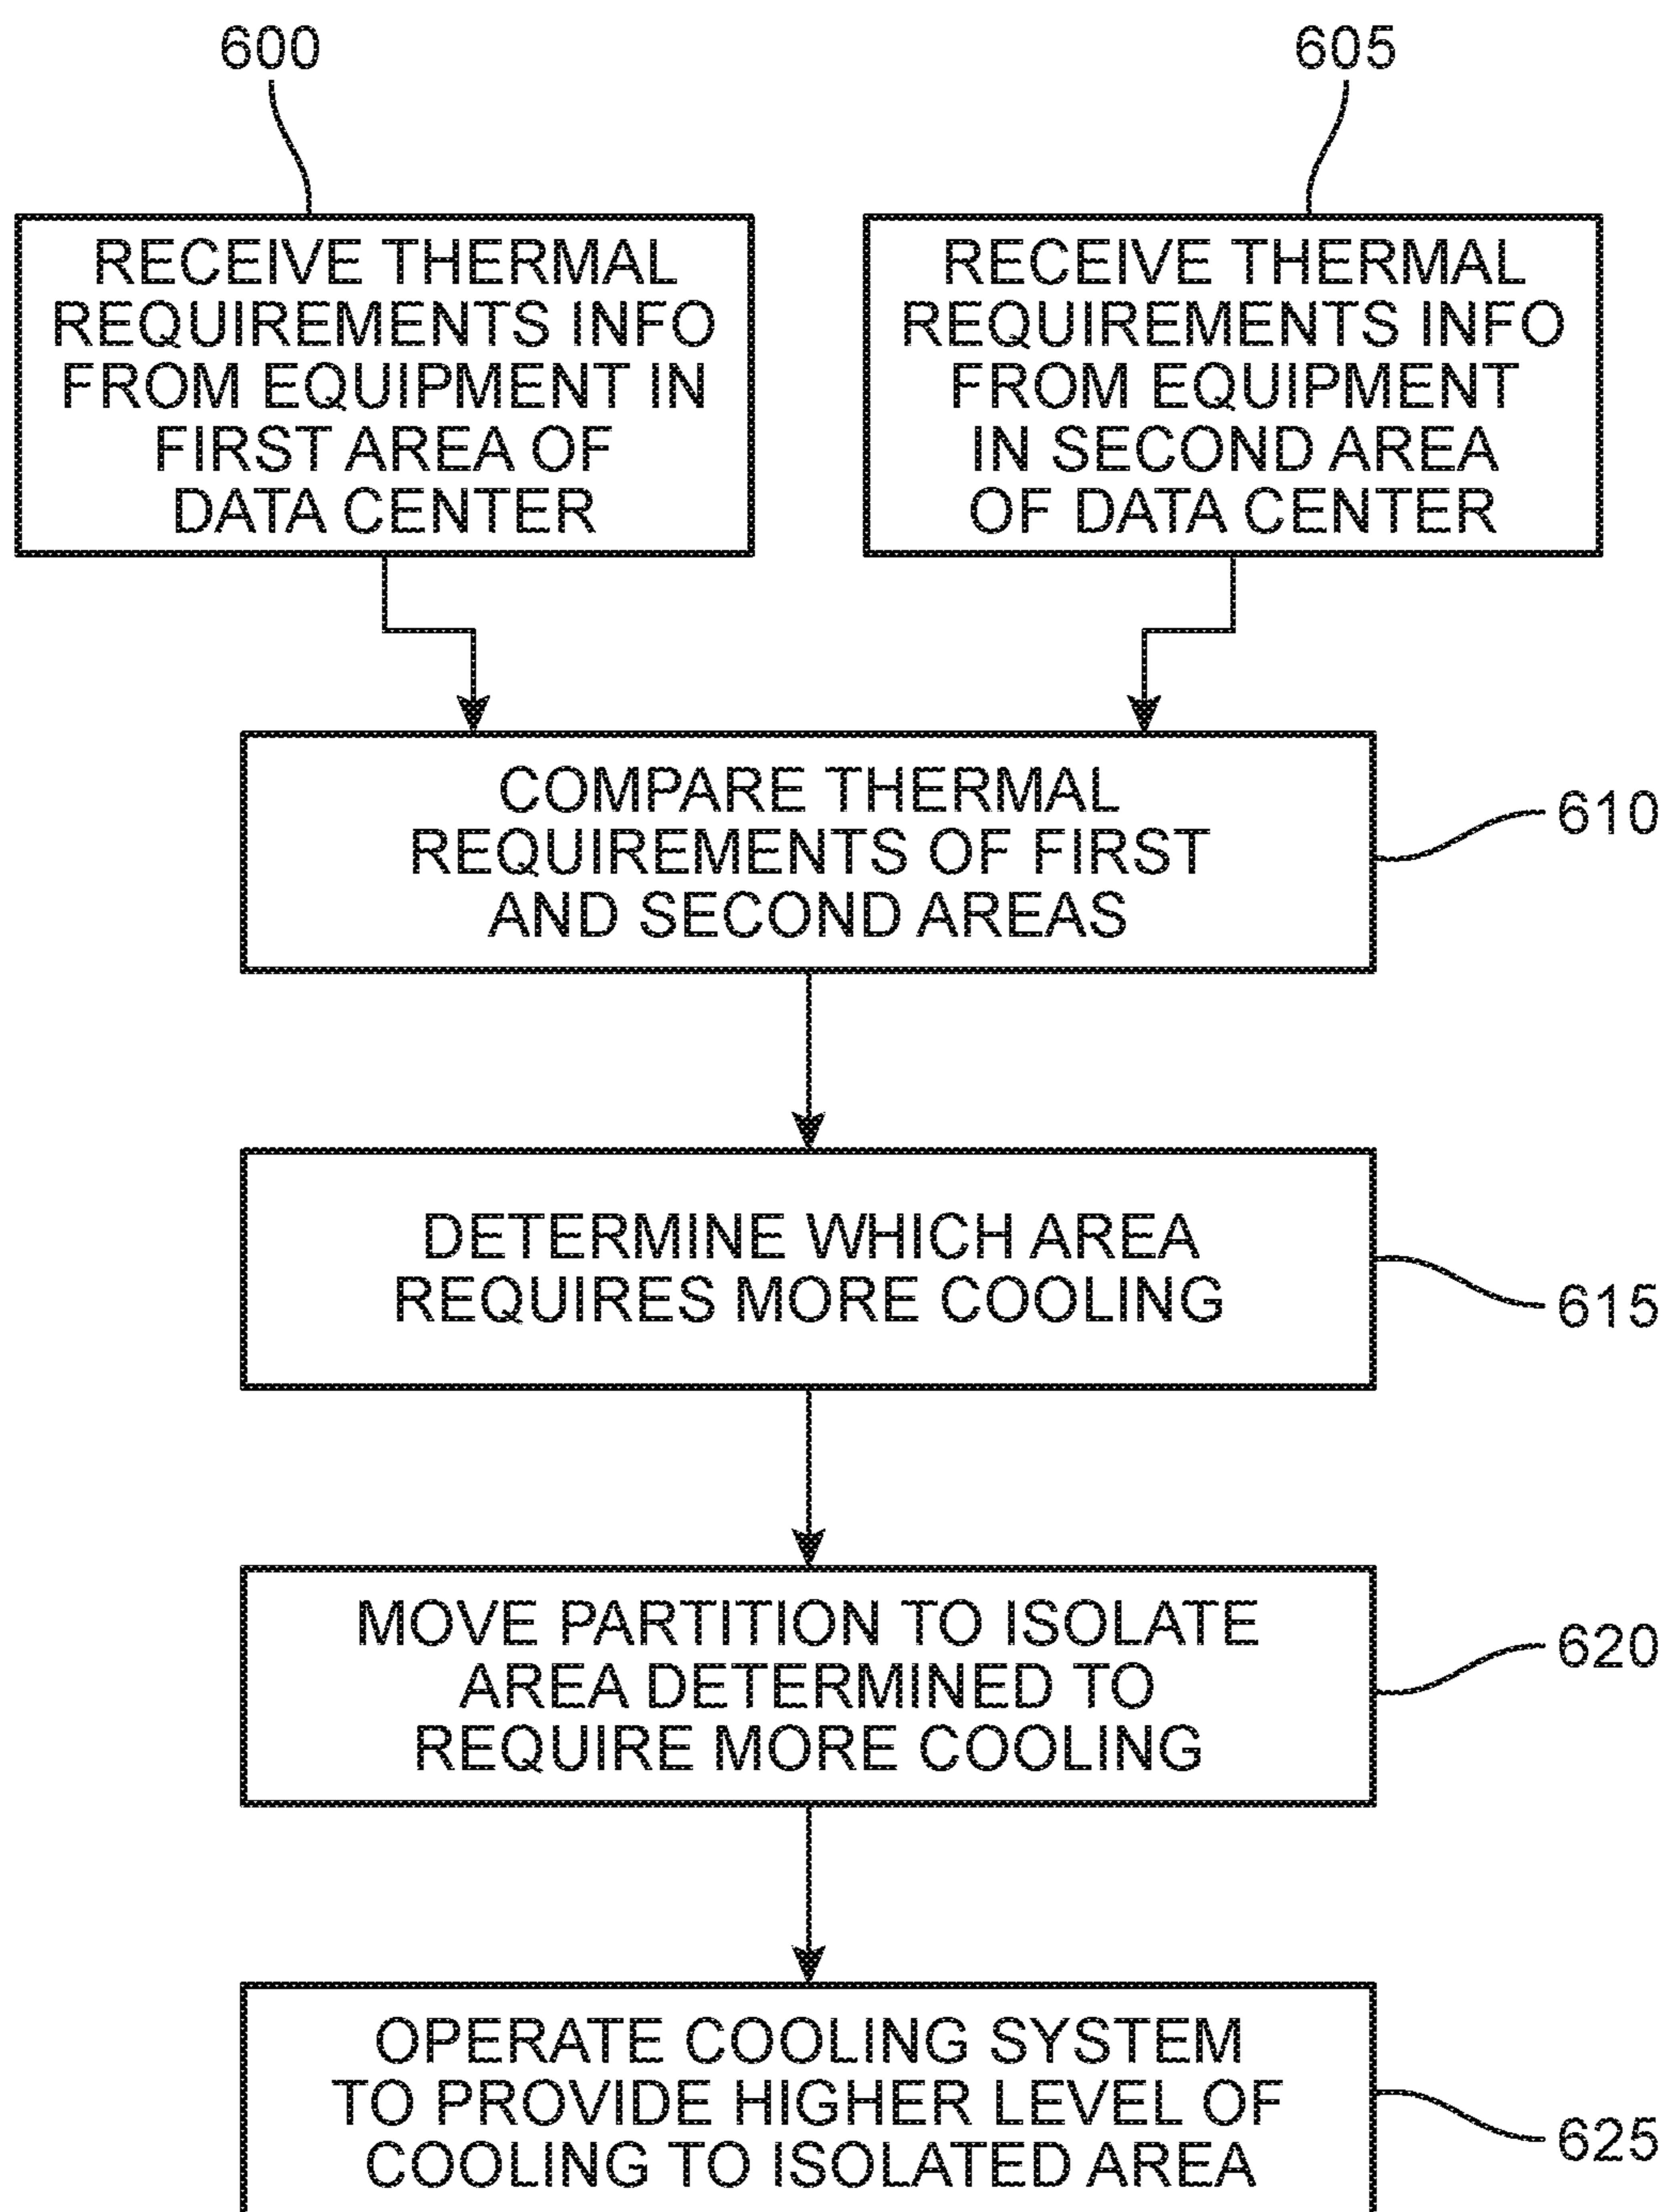 600
605
RECEIVE THERMAL
REQUIREMENTS INFO
FROM EQUIPMENT IN
FIRST AREA OF
DATA CENTER
RECEIVE THERMAL
REQUIREMENTS INFO
FROM EQUIPMENT
IN SECOND AREA
OF DATA CENTER
COMPARE THERMAL
REQUIREMENTS OF FIRST
AND SECOND AREAS
610
DETERMINE WHICH AREA
REQUIRES MORE COOLING
615
MOVE PARTITION TO ISOLATE
AREA DETERMINED TO
REQUIRE MORE COOLING
620
OPERATE COOLING SYSTEM
TO PROVIDE HIGHER LEVEL OF
COOLING TO ISOLATED AREA
625